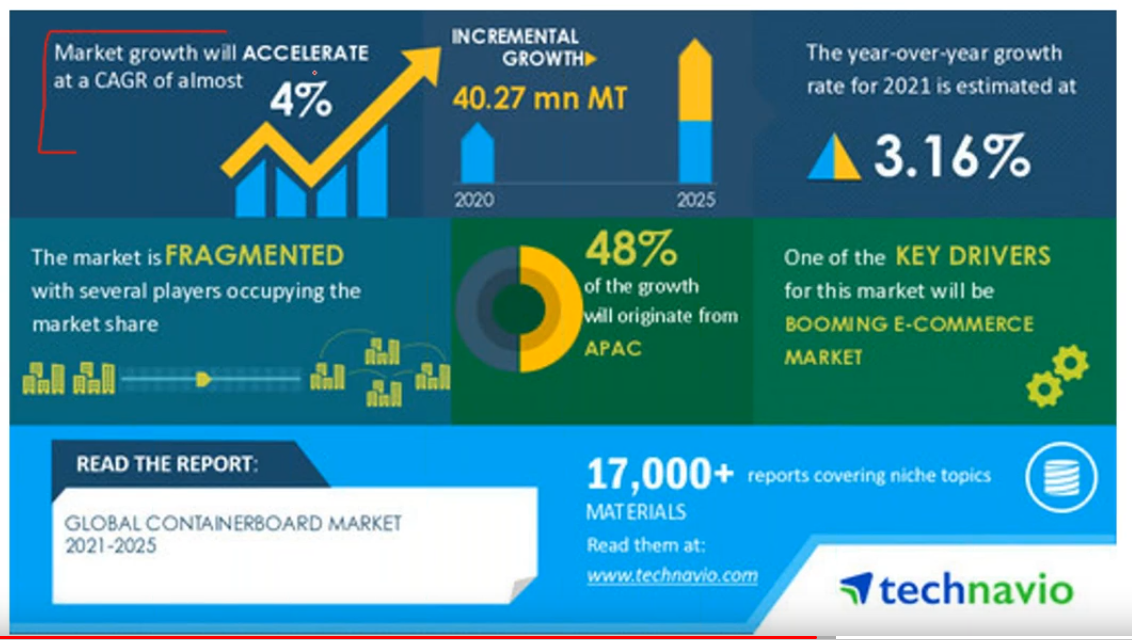 Market growth will ACCELERATE
at a CAGR of almost
4%
INCREMENTAL
GROWTH
40.27 mn MT
2020
2025
The year-over-year growth
rate for 2021 is estimated at
3.16%
The market is FRAGMENTED
with several players occupying the
market share
48%
of the growth
will originate from
APAC
One of the KEY DRIVERS
for this market will be
BOOMING E-COMMERCE
MARKET
READ THE REPORT:
GLOBAL CONTAINERBOARD MARKET
2021-2025
17,000+ reports covering niche topics
MATERIALS
Read them at:
www.technavio.com
technavio